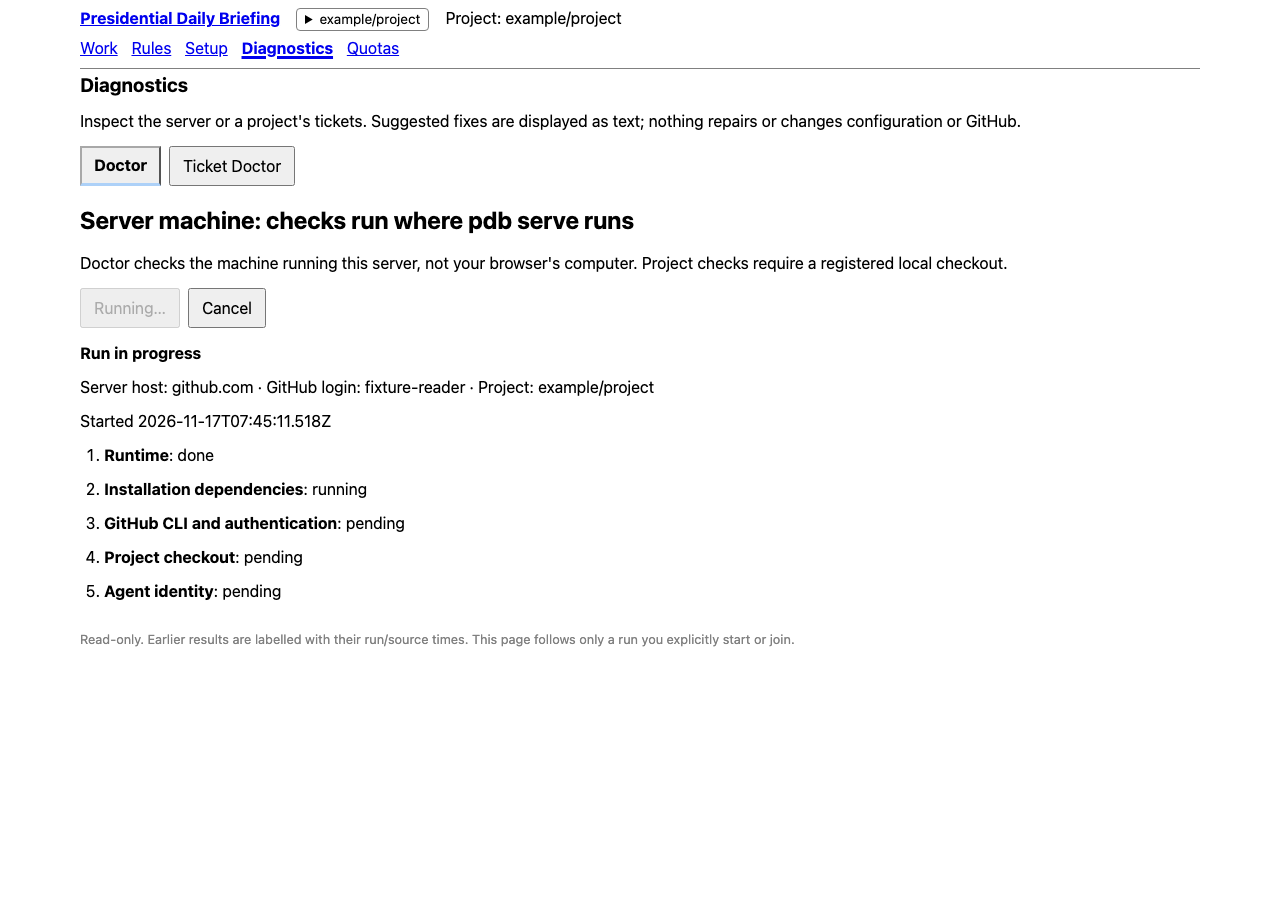 Presidential Daily Briefing ▶ example/project Project: example/project
Work Rules Setup Diagnostics Quotas
Diagnostics
Inspect the server or a project's tickets. Suggested fixes are displayed as text; nothing repairs or changes configuration or GitHub.
Doctor Ticket Doctor
Server machine: checks run where pdb serve runs
Doctor checks the machine running this server, not your browser's computer. Project checks require a registered local checkout.
Running... Cancel
Run in progress
Server host: github.com · GitHub login: fixture-reader · Project: example/project
Started 2026-11-17T07:45:11.518Z
1. Runtime: done
2. Installation dependencies: running
3. GitHub CLI and authentication: pending
4. Project checkout: pending
5. Agent identity: pending
Read-only. Earlier results are labelled with their run/source times. This page follows only a run you explicitly start or join.